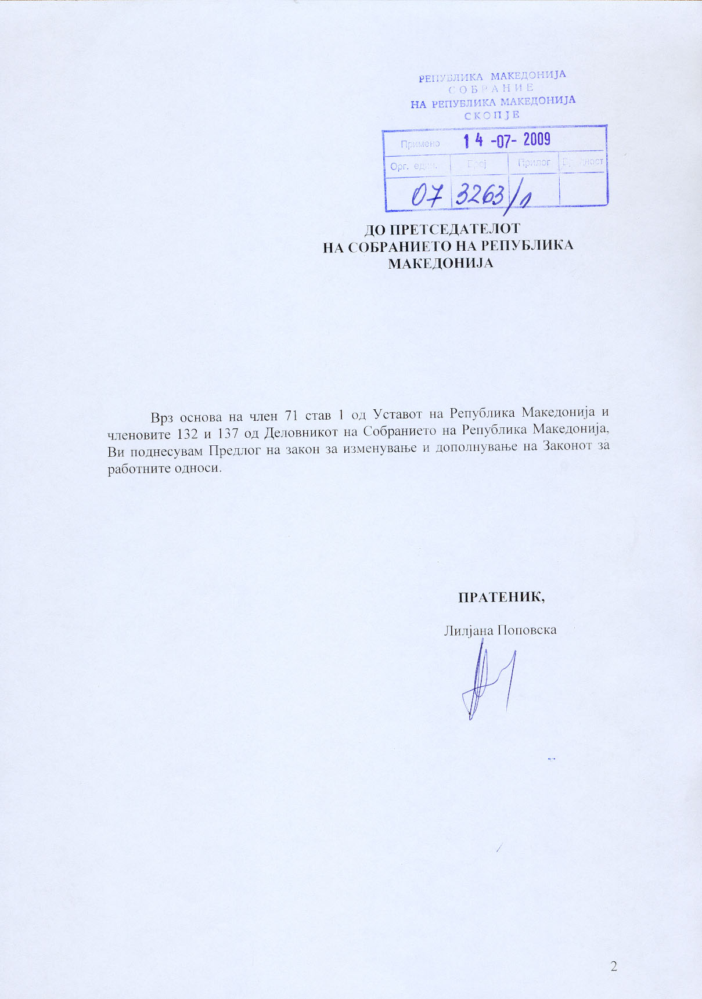 РЕПУБЛИКА МАКЕДОНИЈА
СОБРАНИЕ
НА РЕПУБЛИКА МАКЕДОНИЈА
СКОПЈЕ
Примено 14 -07- 2009
Орг. един. Број Прилог Вредност
07 3263/1
ДО ПРЕТСЕДАТЕЛОТ
НА СОБРАНИЕТО НА РЕПУБЛИКА
МАКЕДОНИЈА
Врз основа на член 71 став 1 од Уставот на Република Македонија и
членовите 132 и 137 од Деловникот на Собранието на Република Македонија,
Ви поднесувам Предлог на закон за изменување и дополнување на Законот за
работните односи.
ПРАТЕНИК,
Лилјана Поповска
2